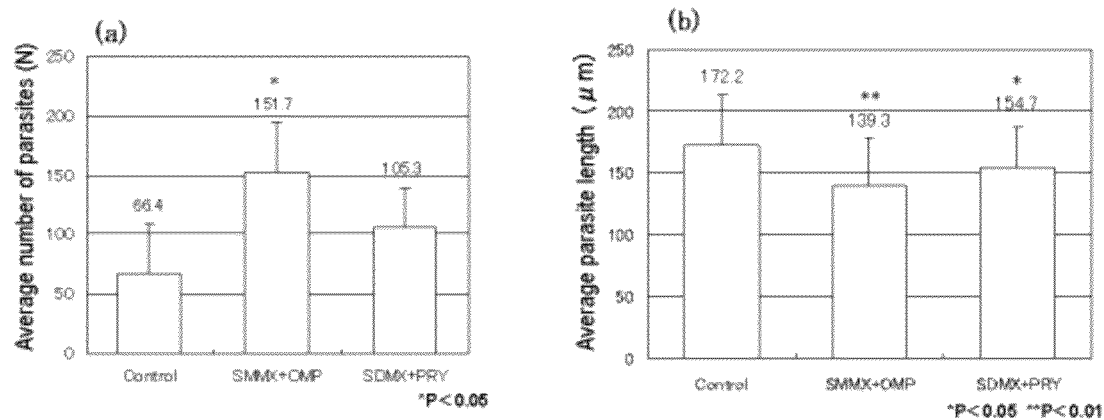 (a)
Average number of parasites (N)
250
200
150
100
50
0
66.4
*
151.7
105.3
Control SMMX+OMP SDMX+PRY
*P<0.05
(b)
Average parasite length (μm)
250
200
150
100
50
0
172.2
**
139.3
*
154.7
Control SMMX+OMP SDMX+PRY
*P<0.05 **P<0.01